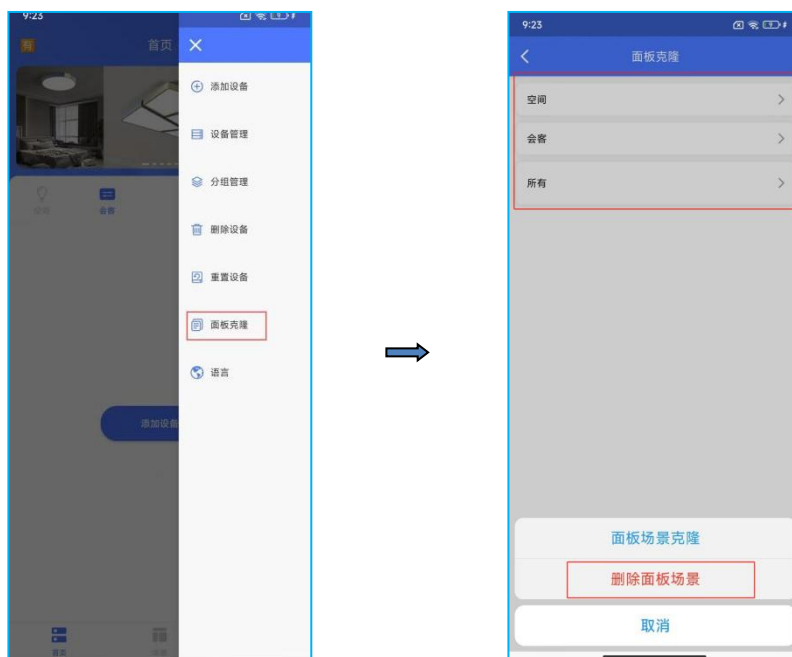 9:23
首页
添加设备
设备管理
分组管理
删除设备
重置设备
面板克隆
语言
会客
添加设备
首页
9:23
面板克隆
空间
会客
所有
面板场景克隆
删除面板场景
取消